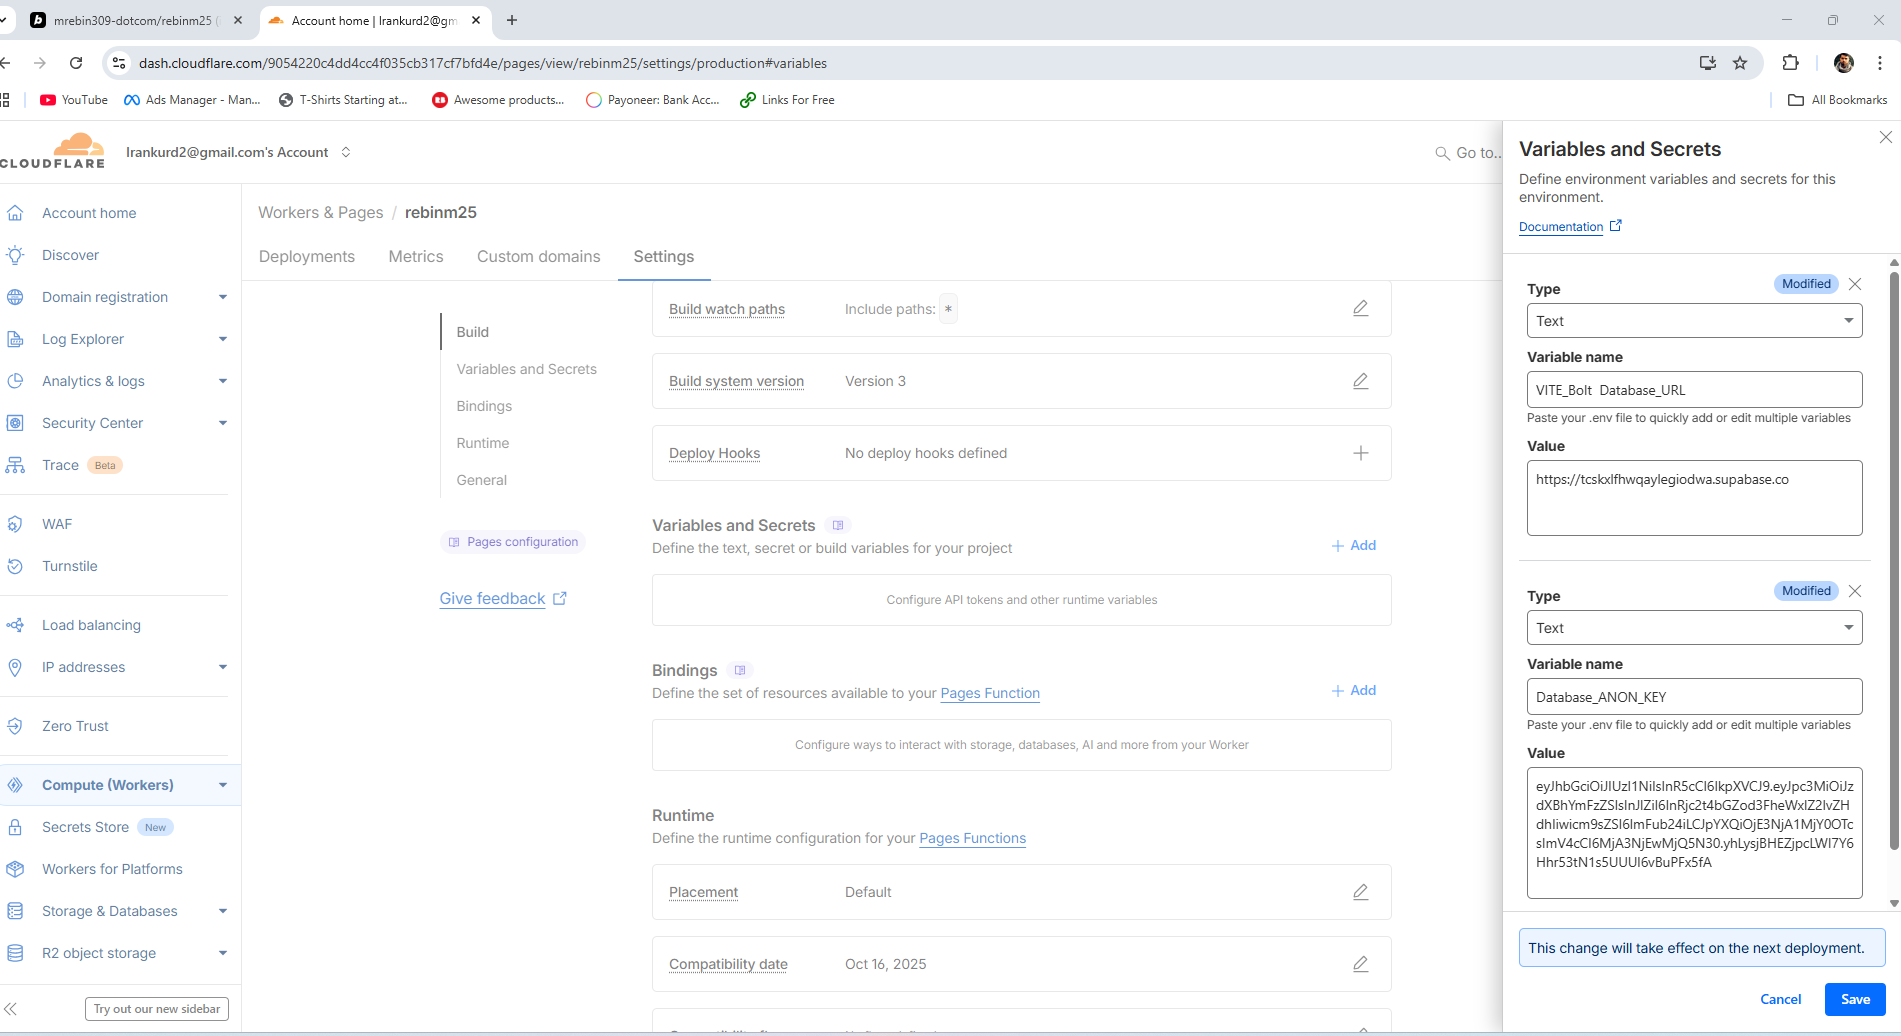 mrebin309-dotcom/rebinm25 (
Account home | Irankurd2@gm
dash.cloudflare.com/9054220c4dd4cc4f035cb317cf7bfd4e/pages/view/rebinm25/settings/production#variables
YouTube
Ads Manager - Man...
T-Shirts Starting at...
Awesome products...
Payoneer: Bank Acc...
Links For Free
All Bookmarks
CLOUDFLARE
Irankurd2@gmail.com's Account
Go to...
Account home
Discover
Domain registration
Log Explorer
Analytics & logs
Security Center
Trace Beta
WAF
Turnstile
Load balancing
IP addresses
Zero Trust
Compute (Workers)
Secrets Store New
Workers for Platforms
Storage & Databases
R2 object storage
Try out our new sidebar
Workers & Pages / rebinm25
Deployments
Metrics
Custom domains
Settings
Build
Variables and Secrets
Bindings
Runtime
General
Pages configuration
Give feedback
Build watch paths
Include paths: *
Build system version
Version 3
Deploy Hooks
No deploy hooks defined
Variables and Secrets
Define the text, secret or build variables for your project
+ Add
Configure API tokens and other runtime variables
Bindings
Define the set of resources available to your Pages Function
+ Add
Configure ways to interact with storage, databases, AI and more from your Worker
Runtime
Define the runtime configuration for your Pages Functions
Placement
Default
Compatibility date
Oct 16, 2025
Variables and Secrets
Define environment variables and secrets for this
environment.
Documentation
Type
Modified
Text
Variable name
VITE_Bolt Database_URL
Paste your .env file to quickly add or edit multiple variables
Value
https://tcskxlfhwqaylegiodwa.supabase.co
Type
Modified
Text
Variable name
Database_ANON_KEY
Paste your .env file to quickly add or edit multiple variables
Value
eyJhbGciOiJIUzI1NiIsInR5cCI6IkpXVCJ9.eyJpc3MiOiJz
dXBhYmFzZSIsInJlZiI6InRjc2t4bGZod3FheWxlZ2lvZH
dhIiwicm9sZSI6ImFub24iLCJpYXQiOjE3NjA1MjY0OTc
sImV4cCI6MjA3NjEwMjQ5N30.yhLysjBHEZjpcLWI7Y6
Hhr53tN1s5UUUI6vBuPFx5fA
This change will take effect on the next deployment.
Cancel
Save